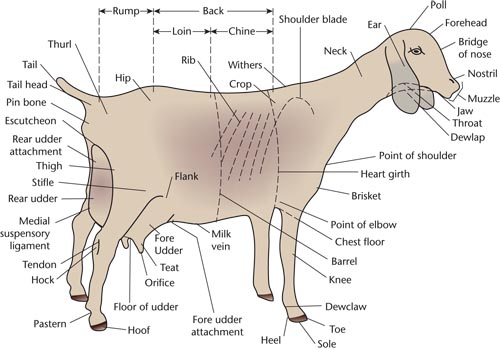 Rump
Back
Loin
Chine
Shoulder blade
Poll
Ear
Forehead
Bridge
of nose
Nostril
Muzzle
Jaw
Throat
Dewlap
Neck
Withers
Crop
Rib
Hip
Thurl
Tail
Tail head
Pin bone
Escutcheon
Rear udder
attachment
Thigh
Stifle
Rear udder
Medial
suspensory
ligament
Tendon
Hock
Pastern
Hoof
Floor of udder
Orifice
Teat
Fore
Udder
Flank
Milk
vein
Fore udder
attachment
Point of shoulder
Heart girth
Brisket
Point of elbow
Chest floor
Barrel
Knee
Dewclaw
Toe
Sole
Heel